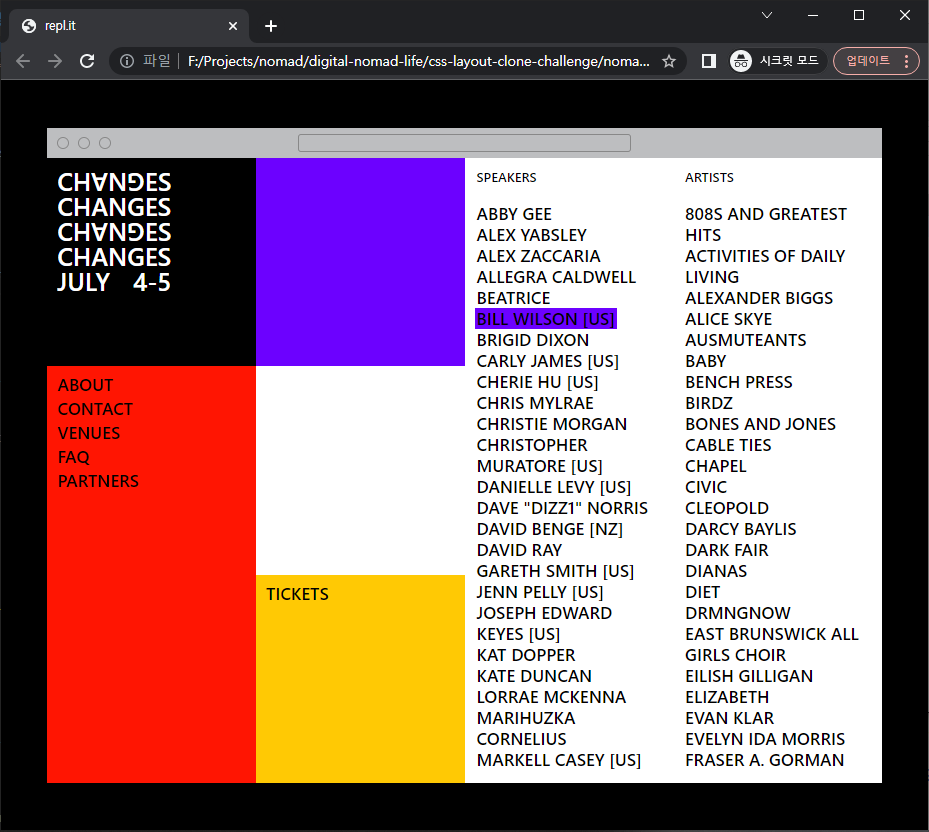 repl.it
파일
F:/Projects/nomad/digital-nomad-life/css-layout-clone-challenge/noma...
시크릿 모드
업데이트
CH∀NGES
CHANGES
CH∀NGES
CHANGES
JULY 4-5
ABOUT
CONTACT
VENUES
FAQ
PARTNERS
TICKETS
SPEAKERS
ABBY GEE
ALEX YABSLEY
ALEX ZACCARIA
ALLEGRA CALDWELL
BEATRICE
BILL WILSON [US]
BRIGID DIXON
CARLY JAMES [US]
CHERIE HU [US]
CHRIS MYLRAE
CHRISTIE MORGAN
CHRISTOPHER
MURATORE [US]
DANIELLE LEVY [US]
DAVE "DIZZ1" NORRIS
DAVID BENGE [NZ]
DAVID RAY
GARETH SMITH [US]
JENN PELLY [US]
JOSEPH EDWARD
KEYES [US]
KAT DOPPER
KATE DUNCAN
LORRAE MCKENNA
MARIHUZKA
CORNELIUS
MARKELL CASEY [US]
ARTISTS
808S AND GREATEST
HITS
ACTIVITIES OF DAILY
LIVING
ALEXANDER BIGGS
ALICE SKYE
AUSMUTEANTS
BABY
BENCH PRESS
BIRDZ
BONES AND JONES
CABLE TIES
CHAPEL
CIVIC
CLEOPOLD
DARCY BAYLIS
DARK FAIR
DIANAS
DIET
DRMNGNOW
EAST BRUNSWICK ALL
GIRLS CHOIR
EILISH GILLIGAN
ELIZABETH
EVAN KLAR
EVELYN IDA MORRIS
FRASER A. GORMAN